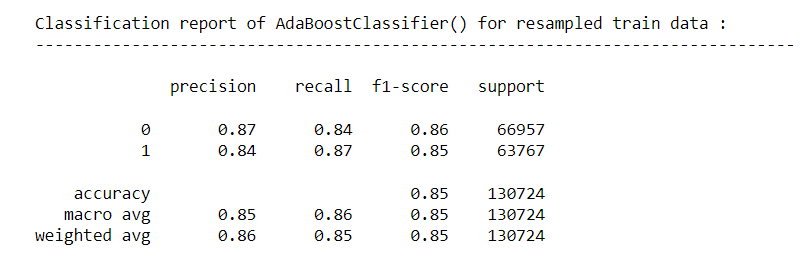 Classification report of AdaBoostClassifier() for resampled train data :
-------------------------------------------------------------------------------
precision recall f1-score support
0 0.87 0.84 0.86 66957
1 0.84 0.87 0.85 63767
accuracy 0.85 130724
macro avg 0.85 0.86 0.85 130724
weighted avg 0.86 0.85 0.85 130724